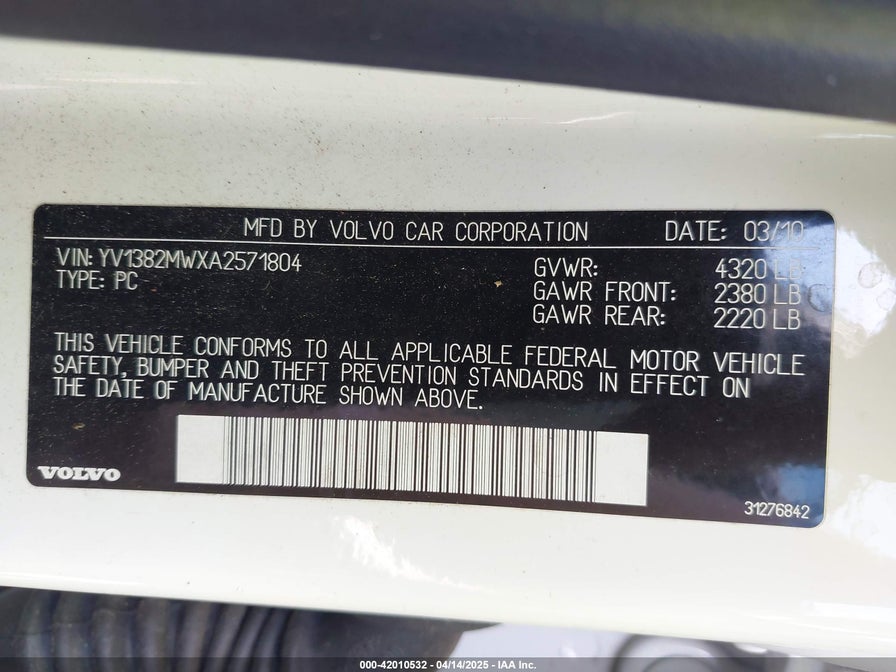 MFD BY VOLVO CAR CORPORATION DATE: 03/10
VIN: YV1382MWXA2571804
TYPE: PC
GVWR: 4320 LB
GAWR FRONT: 2380 LB
GAWR REAR: 2220 LB
THIS VEHICLE CONFORMS TO ALL APPLICABLE FEDERAL MOTOR VEHICLE
SAFETY, BUMPER AND THEFT PREVENTION STANDARDS IN EFFECT ON
THE DATE OF MANUFACTURE SHOWN ABOVE.
VOLVO
31276842
000-42010532 - 04/14/2025 - IAA Inc.